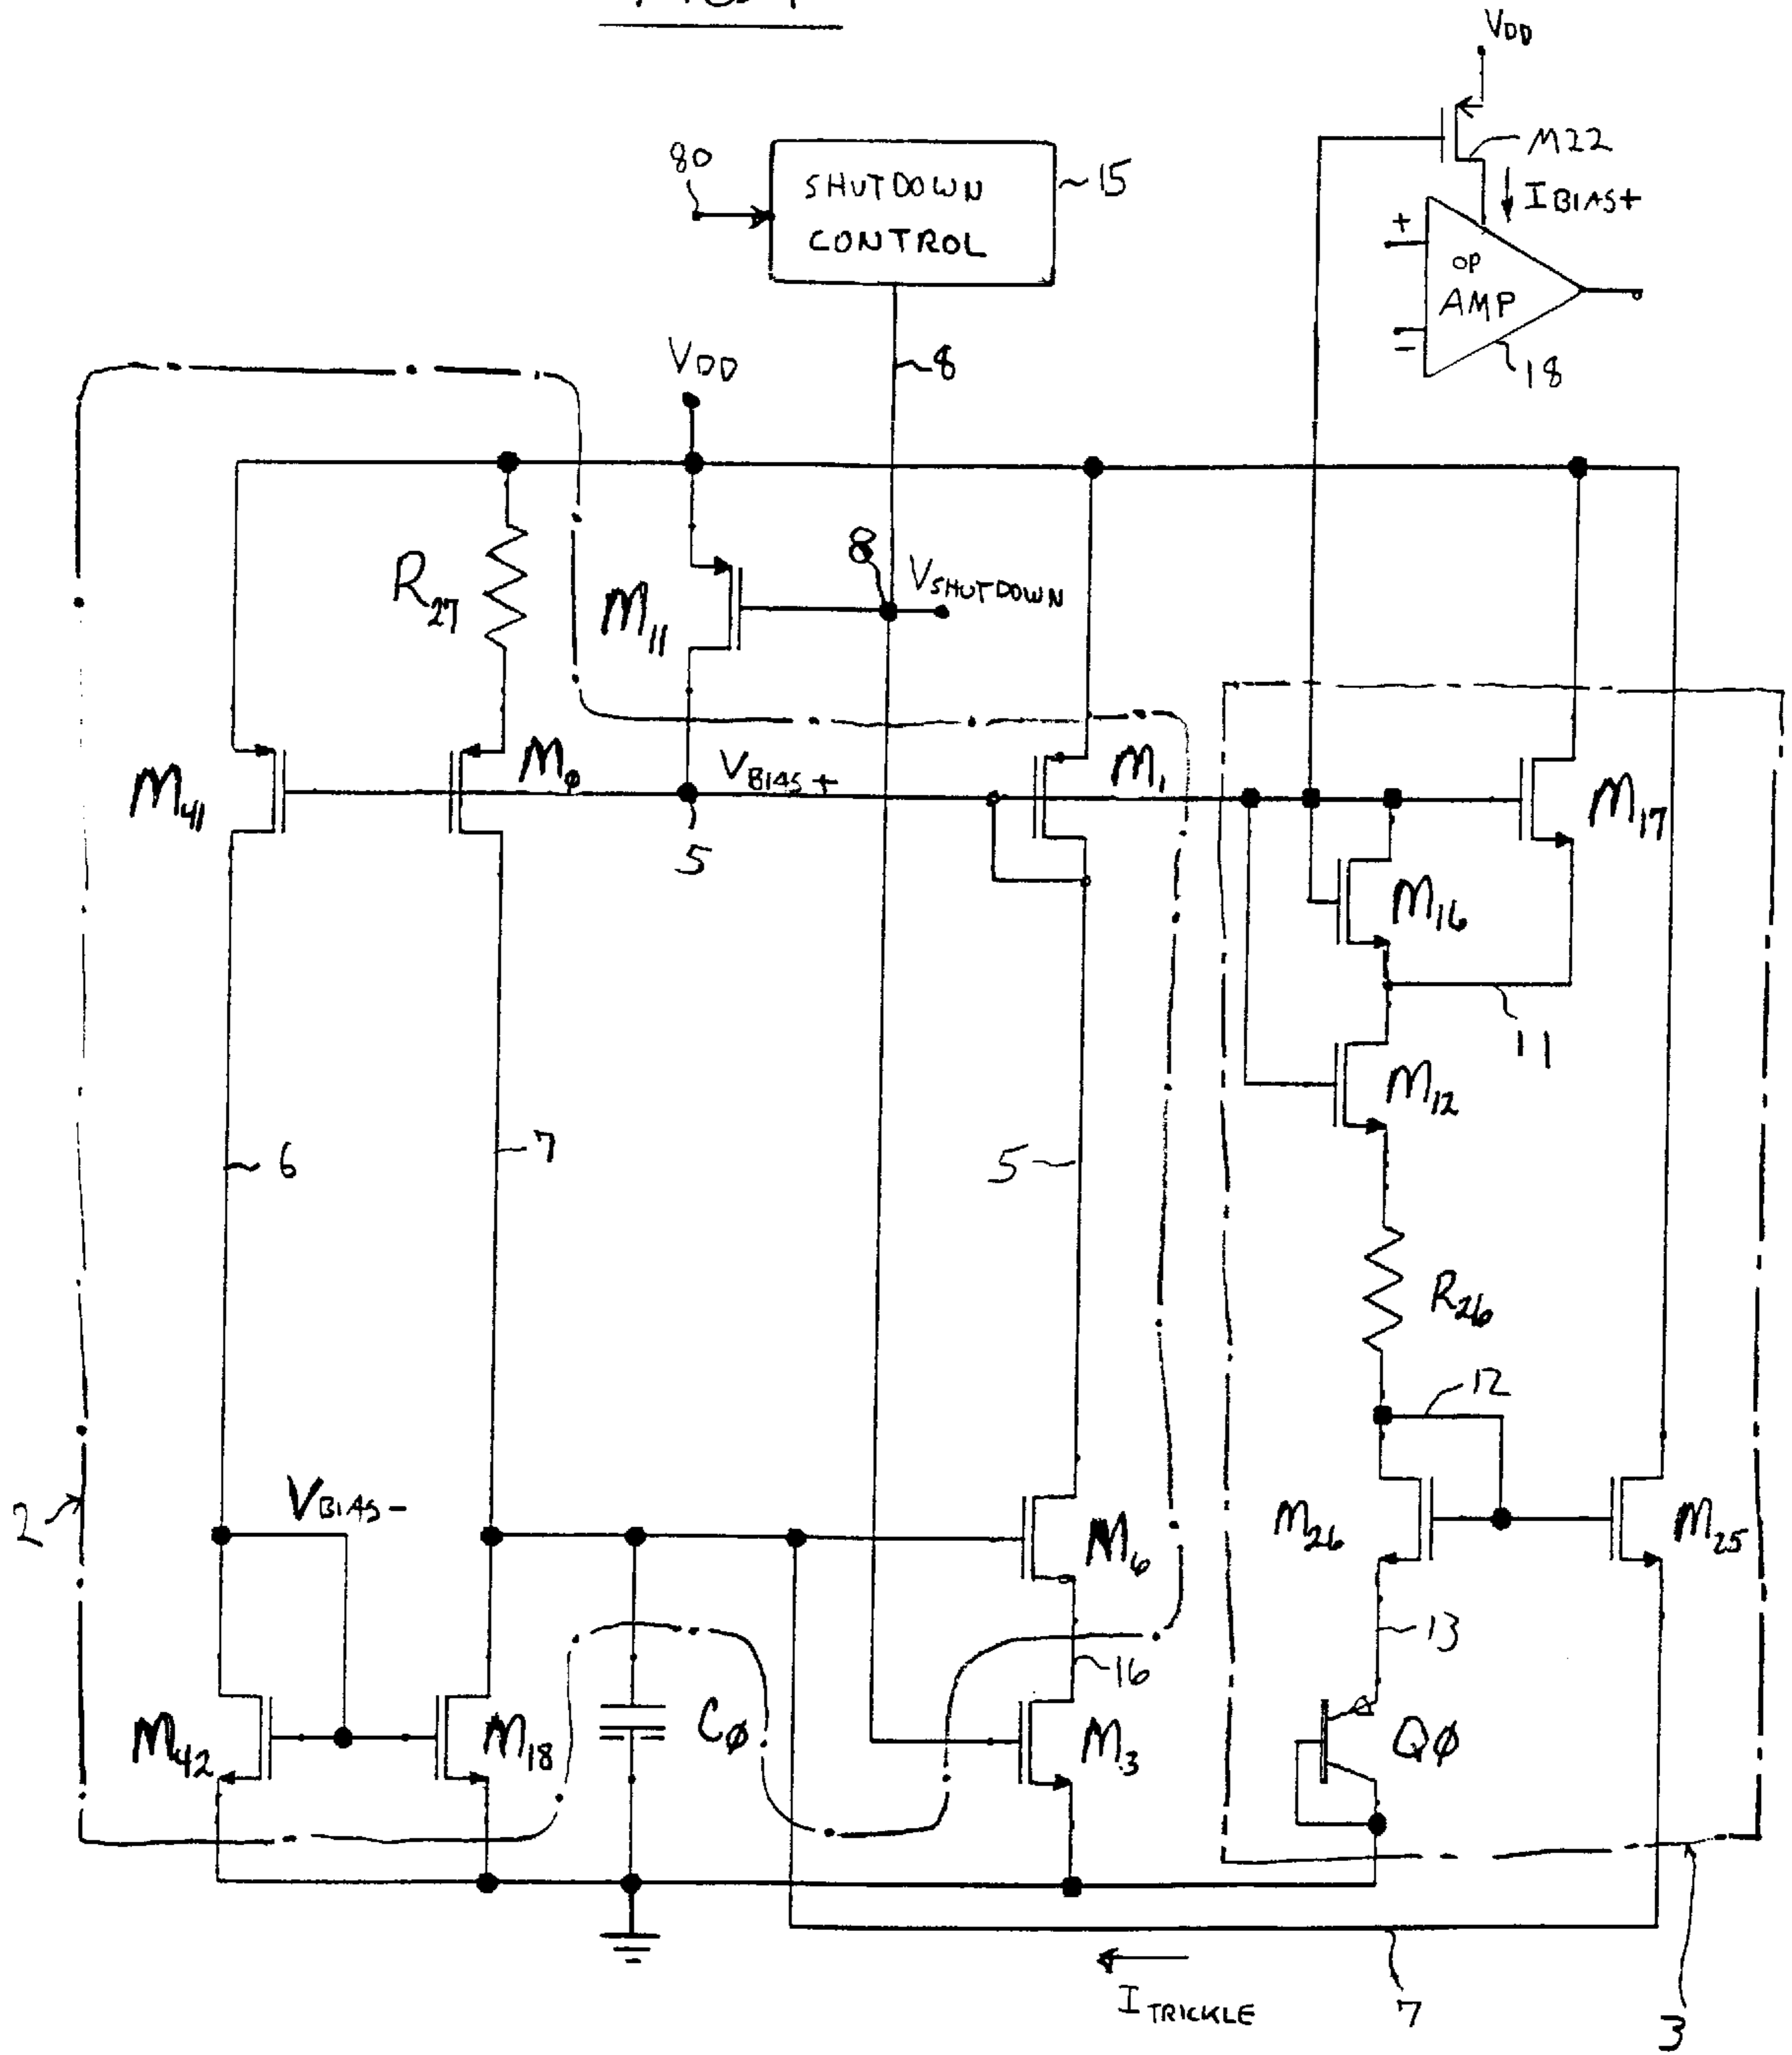 VDD
M22
IBIAS+
80
SHUTDOWN
CONTROL
15
+
OP
AMP
-
18
VDD
8
R27
M11
8
VSHUTDOWN
M41
MΦ
VBIAS+
M1
M17
5
M16
11
M12
6
7
5
R26
12
2
VBIAS-
M6
M26
M25
13
16
M42
M18
CΦ
M3
QΦ
ITRICKLE
7
3